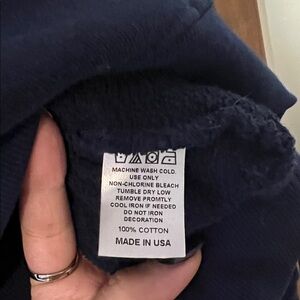 MACHINE WASH COLD.
USE ONLY
NON-CHLORINE BLEACH
TUMBLE DRY LOW
REMOVE PROMTLY
COOL IRON IF NEEDED
DO NOT IRON
DECORATION
100% COTTON
MADE IN USA